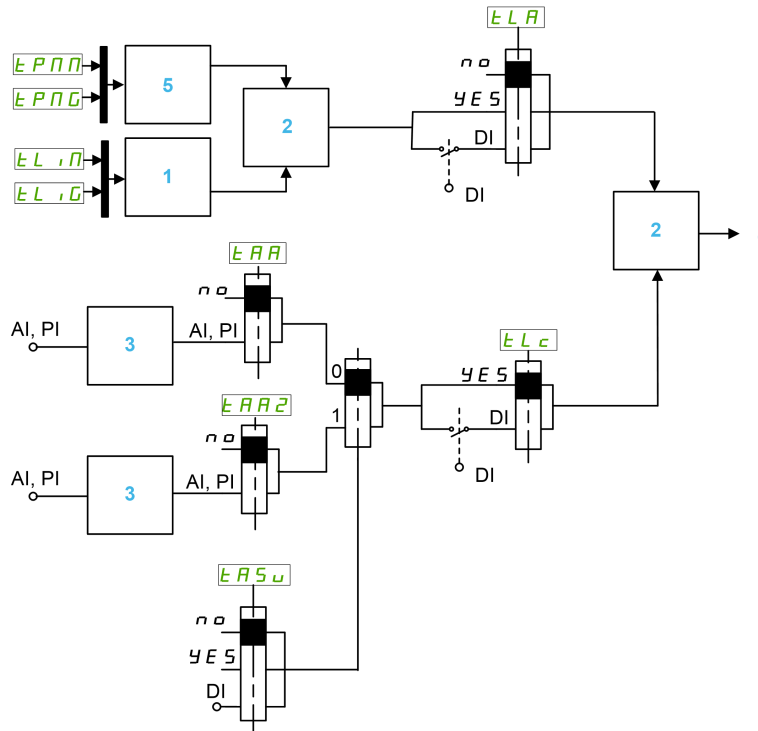 tLA
no
YES
DI
DI
tPMM
tPMG
5
2
tLiM
tLiG
1
2
tAA
no
AI, PI
3
AI, PI
0
1
tAA2
no
AI, PI
3
AI, PI
tLc
YES
DI
DI
tASu
no
YES
DI